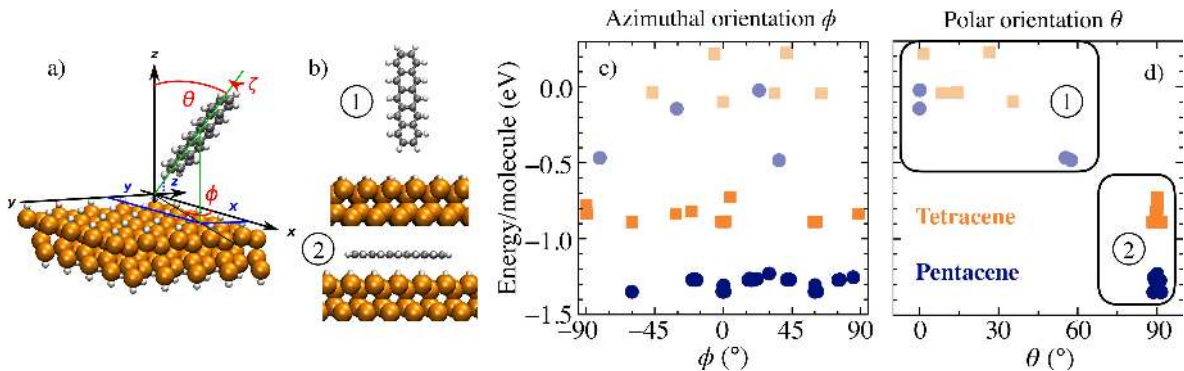 Azimuthal orientation ϕ
Polar orientation θ
a)
z
θ
ζ
y
z
ϕ
x
y
x
b)
1
2
Energy/molecule (eV)
0.0
−0.5
−1.0
−1.5
c)
−90
−45
0
45
90
ϕ (°)
d)
1
Tetracene
2
Pentacene
0
30
60
90
θ (°)